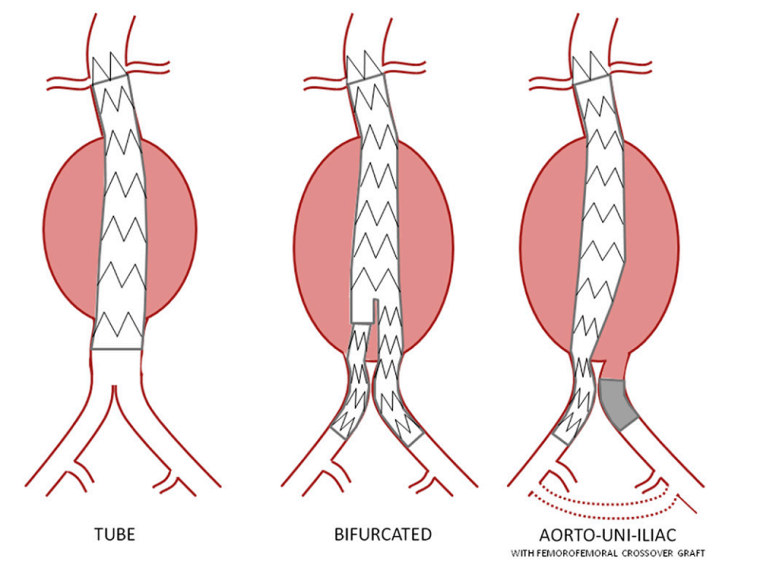 TUBE
BIFURCATED
AORTO-UNI-ILIAC
WITH FEMOROFEMORAL CROSSOVER GRAFT